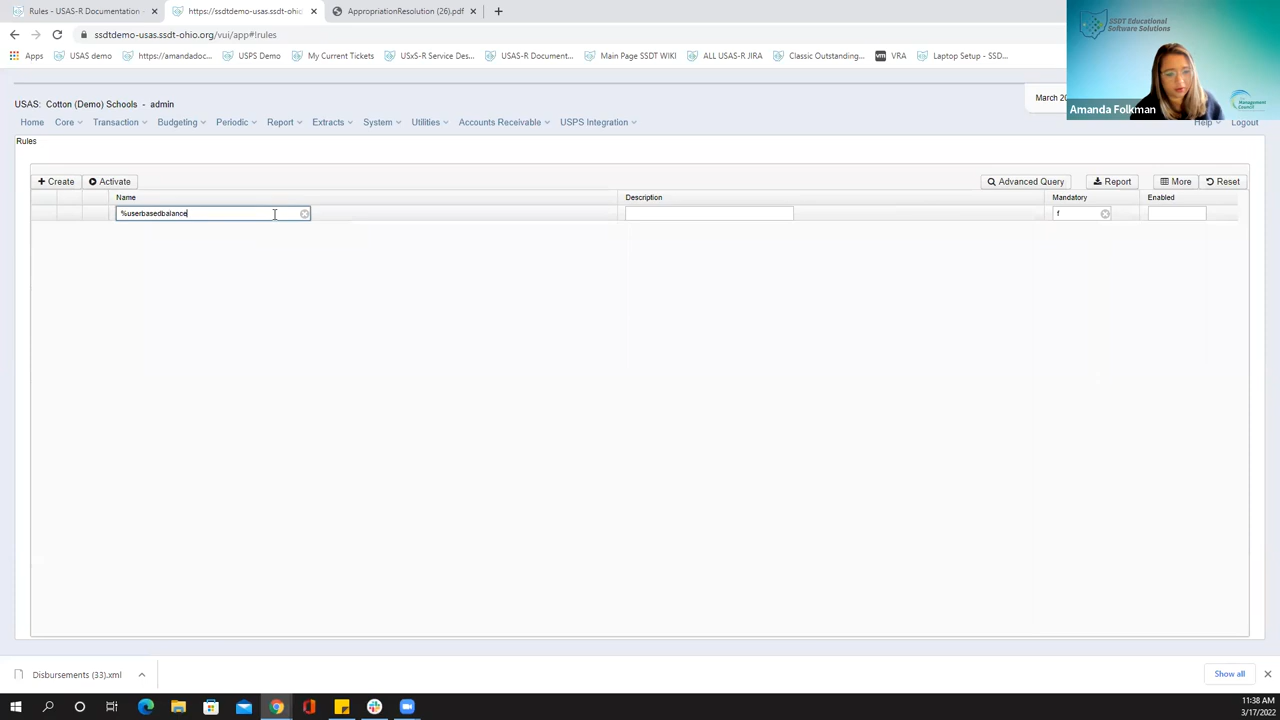 Rules - USAS-R Documentation
https://ssdtdemo-usas.ssdt-ohio
AppropriationResolution (26).pdf
ssdtdemo-usas.ssdt-ohio.org/vui/app#!rules
Apps
USAS demo
https://amandadoc...
USPS Demo
My Current Tickets
USxS-R Service Des...
USAS-R Document...
Main Page SSDT WIKI
ALL USAS-R JIRA
Classic Outstanding...
vm VRA
Laptop Setup - SSD...
SSDT Educational
Software Solutions
Management
Council
Amanda Folkman
USAS: Cotton (Demo) Schools - admin
March 20
Home Core Transaction Budgeting Periodic Report Extracts System Utilities Accounts Receivable USPS Integration Help Logout
Rules
Create Activate Advanced Query Report More Reset
Name Description Mandatory Enabled
%userbasedbalance f
Disbursements (33).xml
Show all
11:38 AM
3/17/2022